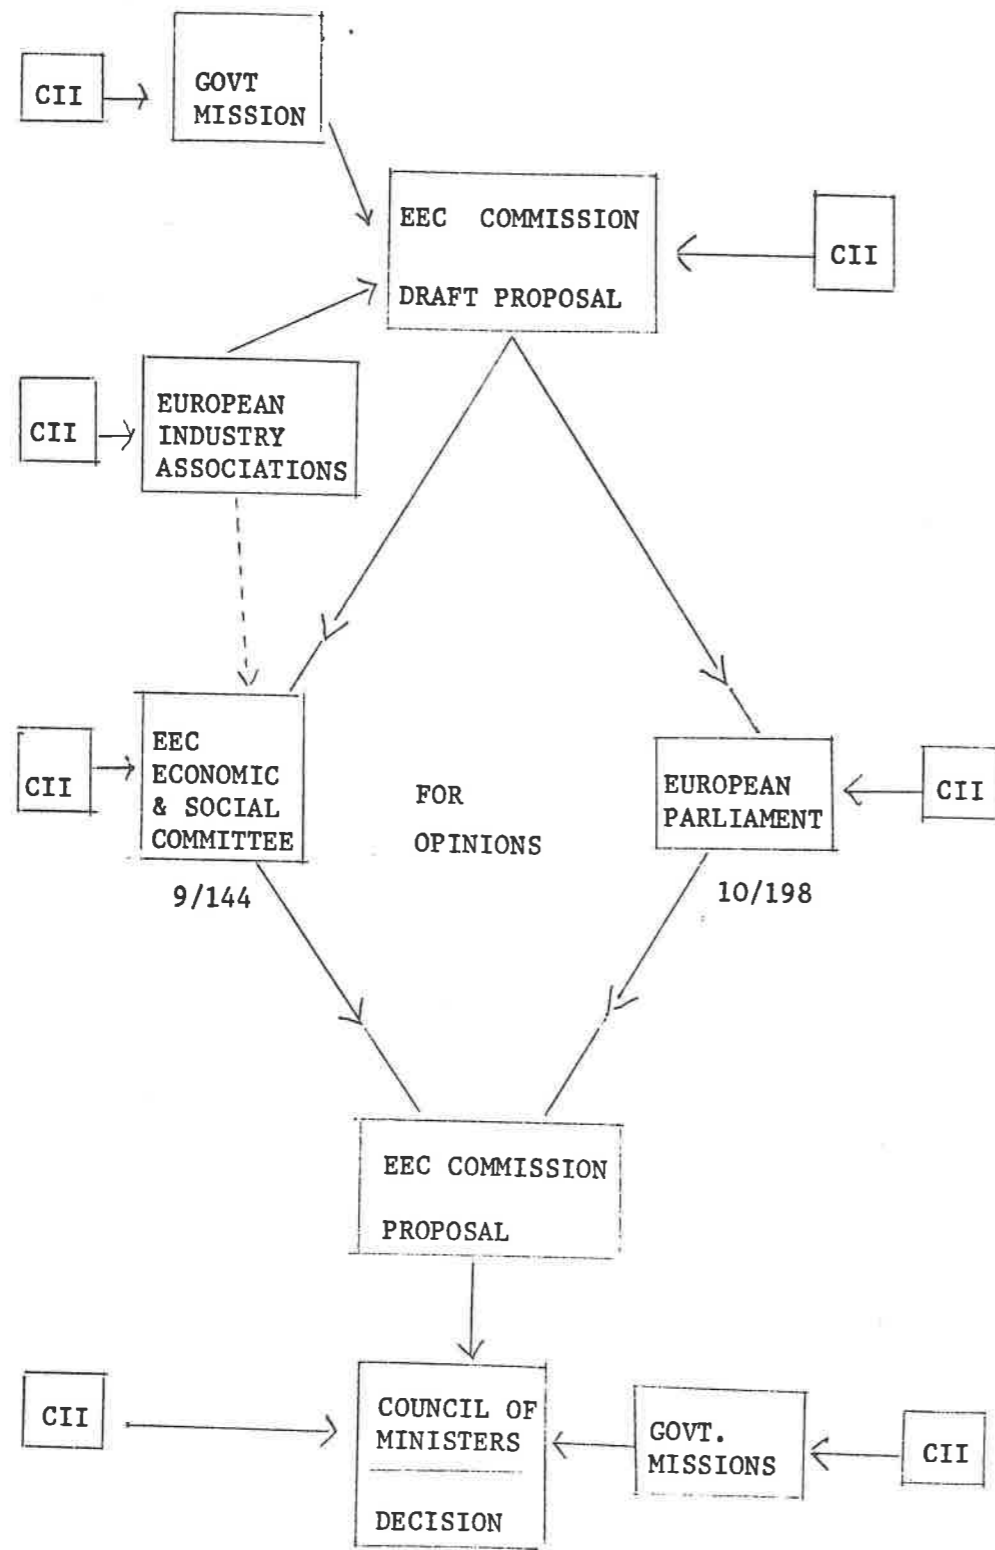 CII
GOVT
MISSION
EEC COMMISSION
DRAFT PROPOSAL
CII
CII
EUROPEAN
INDUSTRY
ASSOCIATIONS
CII
EEC
ECONOMIC
& SOCIAL
COMMITTEE
9/144
FOR
OPINIONS
EUROPEAN
PARLIAMENT
10/198
CII
EEC COMMISSION
PROPOSAL
CII
COUNCIL OF
MINISTERS
DECISION
GOVT.
MISSIONS
CII